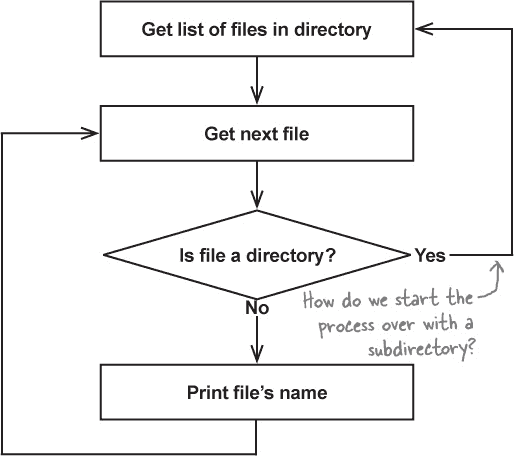 Get list of files in directory
Get next file
Is file a directory?
Yes
No
How do we start the
process over with a
subdirectory?
Print file's name